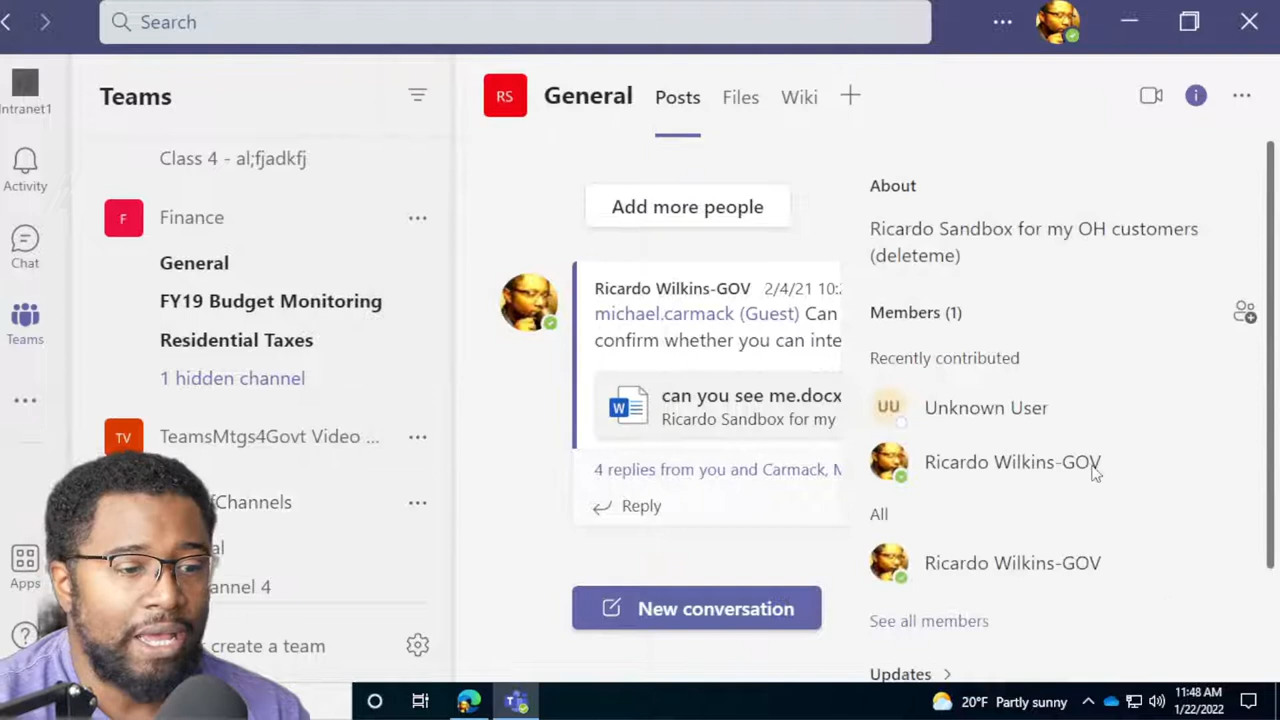 Search
Intranet1
Activity
Chat
Teams
Apps
Teams
Class 4 - al;fjadkfj
F
Finance
General
FY19 Budget Monitoring
Residential Taxes
1 hidden channel
TV
TeamsMtgs4Govt Video ...
fChannels
al
annel 4
create a team
RS
General
Posts
Files
Wiki
Add more people
Ricardo Wilkins-GOV 2/4/21 10:2
michael.carmack (Guest) Can
confirm whether you can inte
W
can you see me.docx
Ricardo Sandbox for my
4 replies from you and Carmack, M
Reply
New conversation
About
Ricardo Sandbox for my OH customers
(deleteme)
Members (1)
Recently contributed
UU
Unknown User
Ricardo Wilkins-GOV
All
Ricardo Wilkins-GOV
See all members
Updates
20°F Partly sunny
11:48 AM
1/22/2022